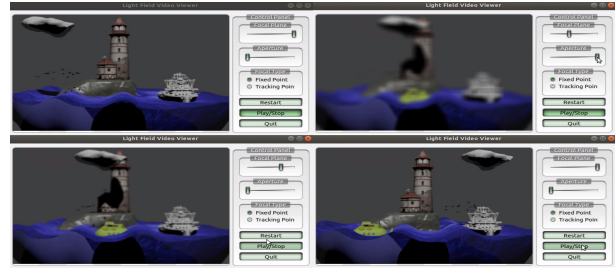 Light Field Video Viewer
Control Panel
Focal Plane
Aperture
Focal Type
Fixed Point
Tracking Poin
Restart
Play/Stop
Quit
Light Field Video Viewer
Control Panel
Focal Plane
Aperture
Focal Type
Fixed Point
Tracking Poin
Restart
Play/Stop
Quit
Light Field Video Viewer
Control Panel
Focal Plane
Aperture
Focal Type
Fixed Point
Tracking Poin
Restart
Play/Stop
Quit
Light Field Video Viewer
Control Panel
Focal Plane
Aperture
Focal Type
Fixed Point
Tracking Poin
Restart
Play/Stop
Quit